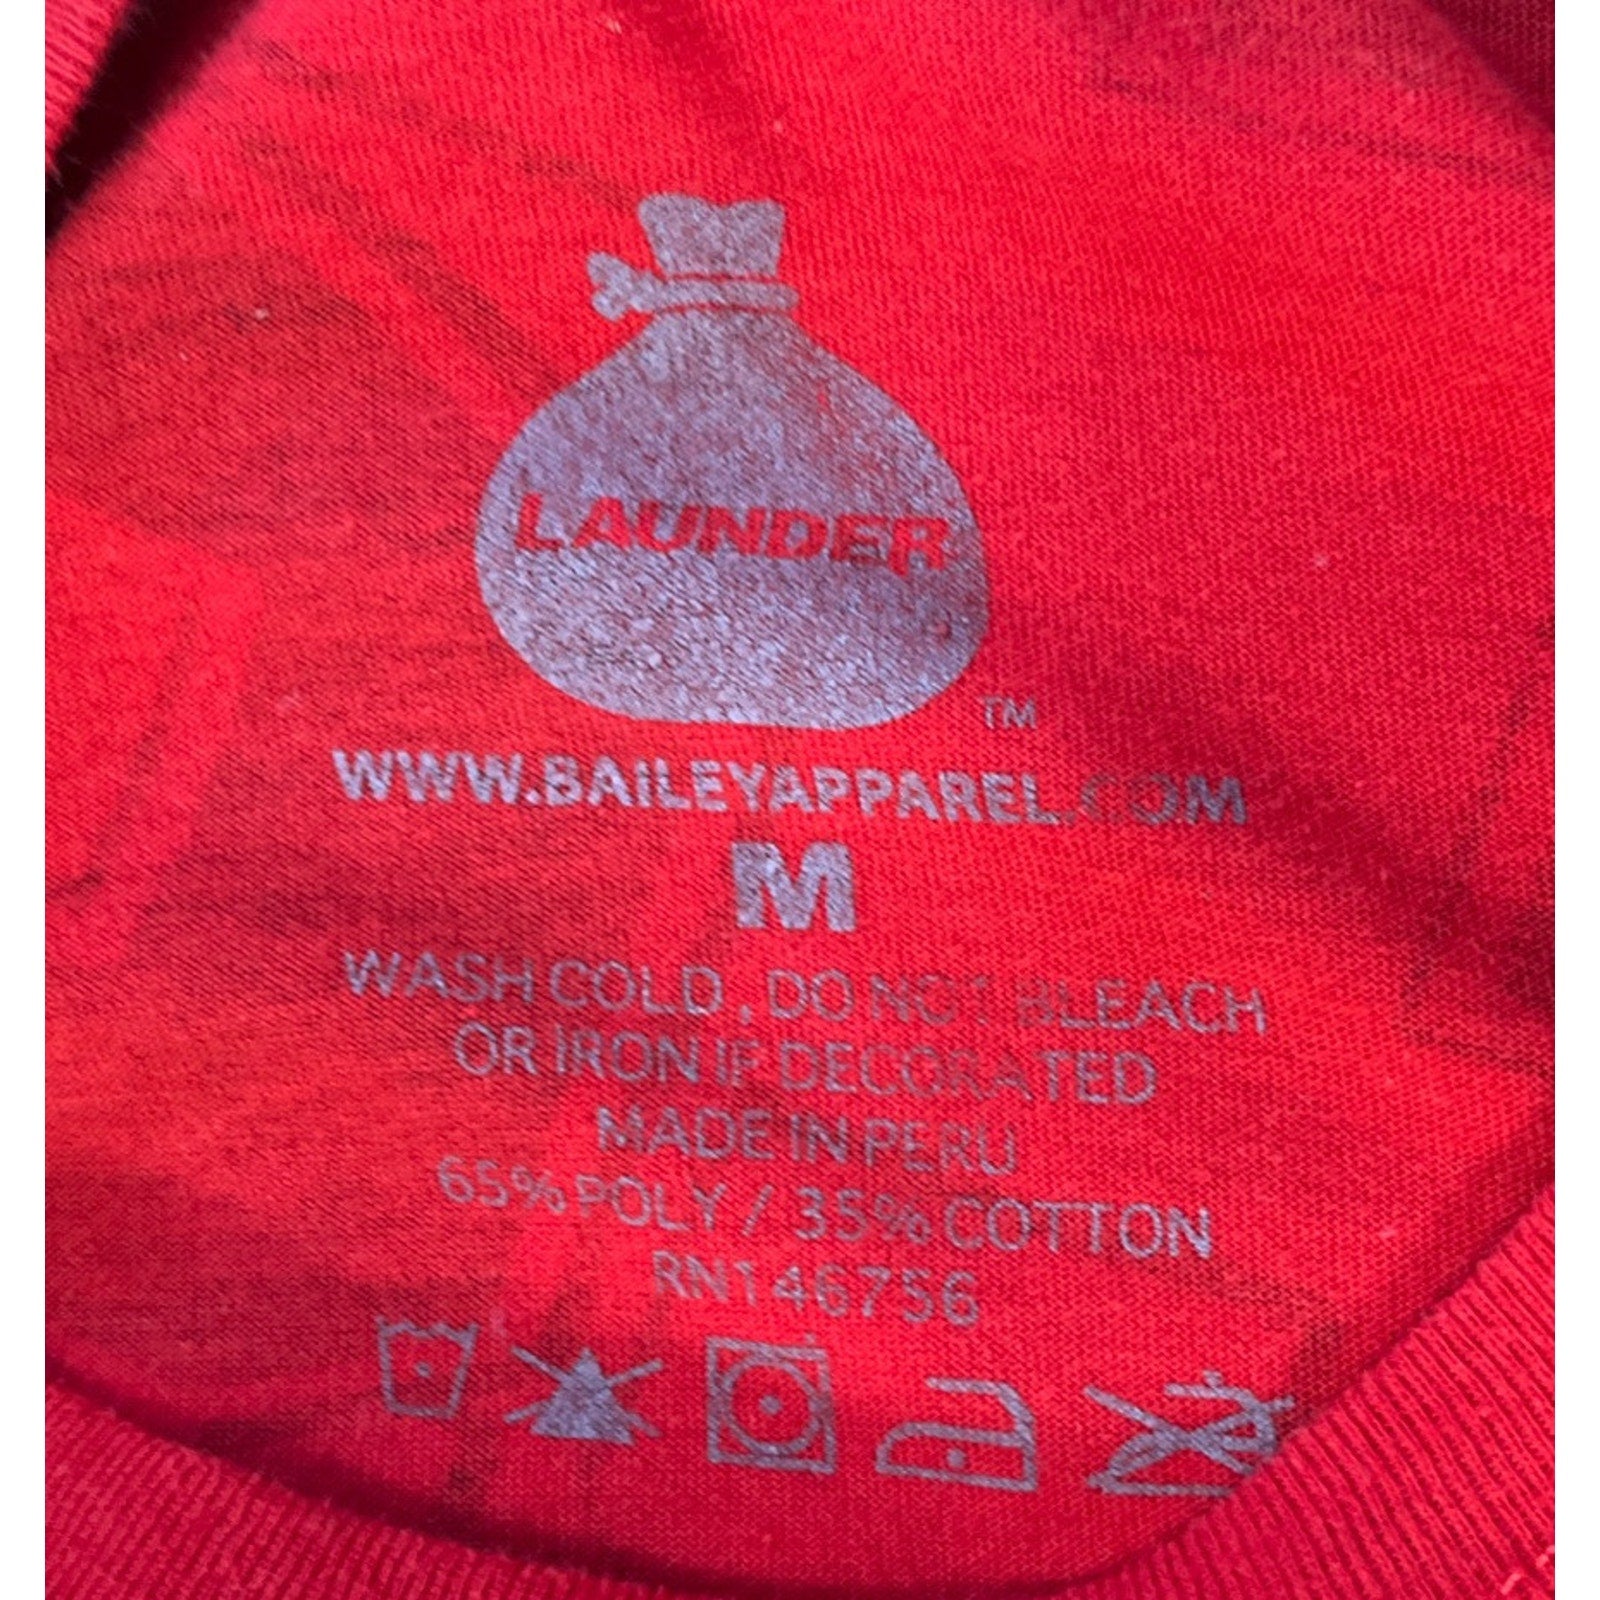 LAUNDER
TM
WWW.BAILEYAPPAREL.COM
M
WASH COLD, DO NOT BLEACH
OR IRON IF DECORATED
MADE IN PERU
65% POLY / 35% COTTON
RN146756